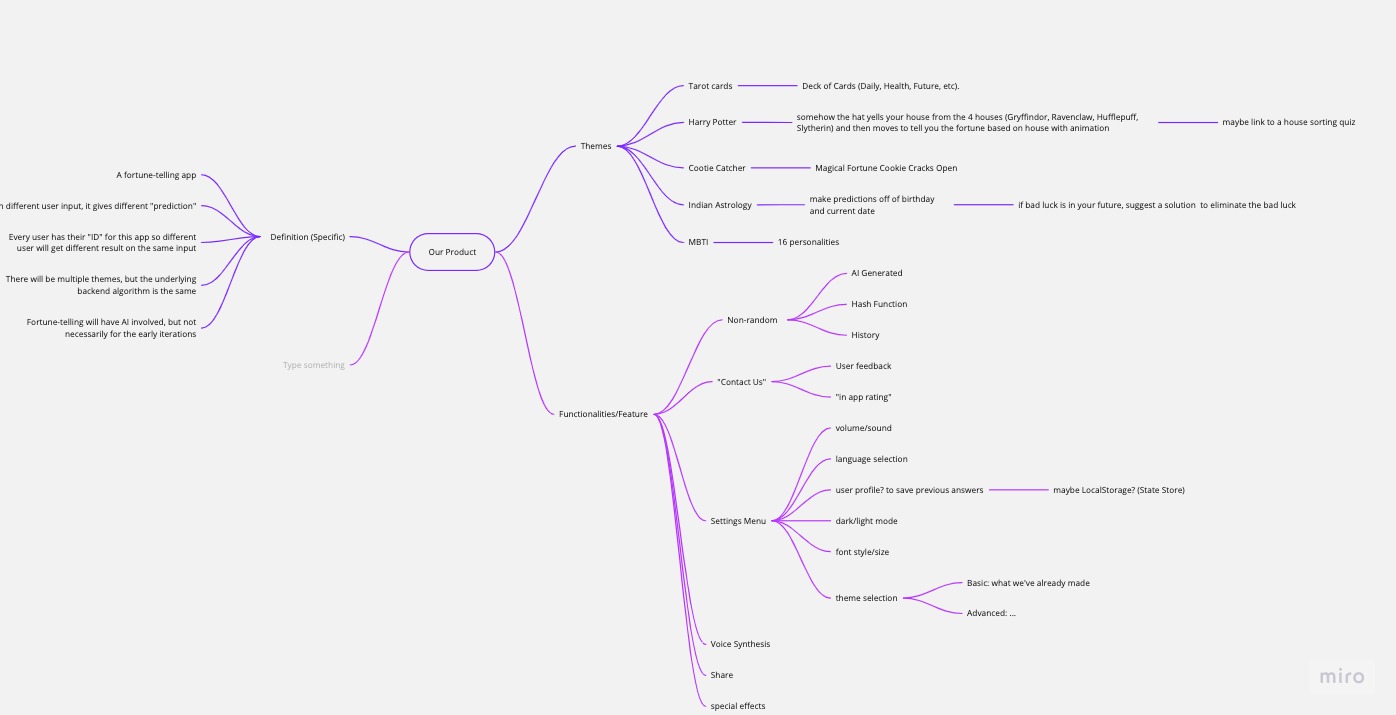 Our Product
Definition (Specific)
A fortune-telling app
different user input, it gives different "prediction"
Every user has their "ID" for this app so different
user will get different result on the same input
There will be multiple themes, but the underlying
backend algorithm is the same
Fortune-telling will have AI involved, but not
necessarily for the early iterations
Type something
Themes
Tarot cards
Deck of Cards (Daily, Health, Future, etc).
Harry Potter
somehow the hat yells your house from the 4 houses (Gryffindor, Ravenclaw, Hufflepuff,
Slytherin) and then moves to tell you the fortune based on house with animation
maybe link to a house sorting quiz
Cootie Catcher
Magical Fortune Cookie Cracks Open
Indian Astrology
make predictions off of birthday
and current date
if bad luck is in your future, suggest a solution to eliminate the bad luck
MBTI
16 personalities
Functionalities/Feature
Non-random
AI Generated
Hash Function
History
"Contact Us"
User feedback
"in app rating"
Settings Menu
volume/sound
language selection
user profile? to save previous answers
maybe LocalStorage? (State Store)
dark/light mode
font style/size
theme selection
Basic: what we've already made
Advanced: ...
Voice Synthesis
Share
special effects
miro